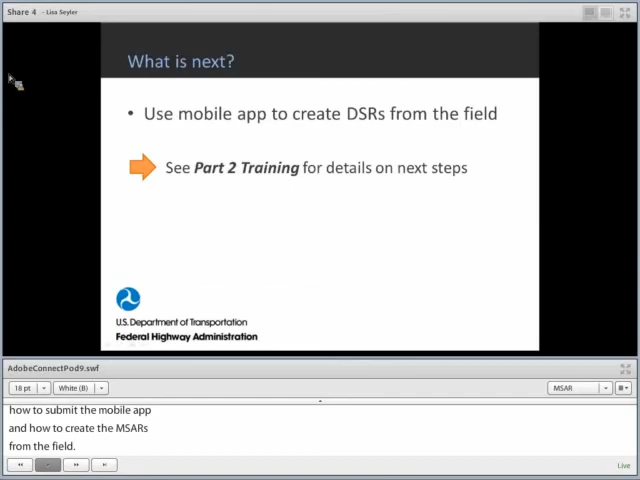 Share 4 - Lisa Seyler
What is next?
• Use mobile app to create DSRs from the field
See Part 2 Training for details on next steps
U.S. Department of Transportation
Federal Highway Administration
AdobeConnectPod9.swf
18 pt White (B) MSAR
how to submit the mobile app
and how to create the MSARs
from the field.
Live